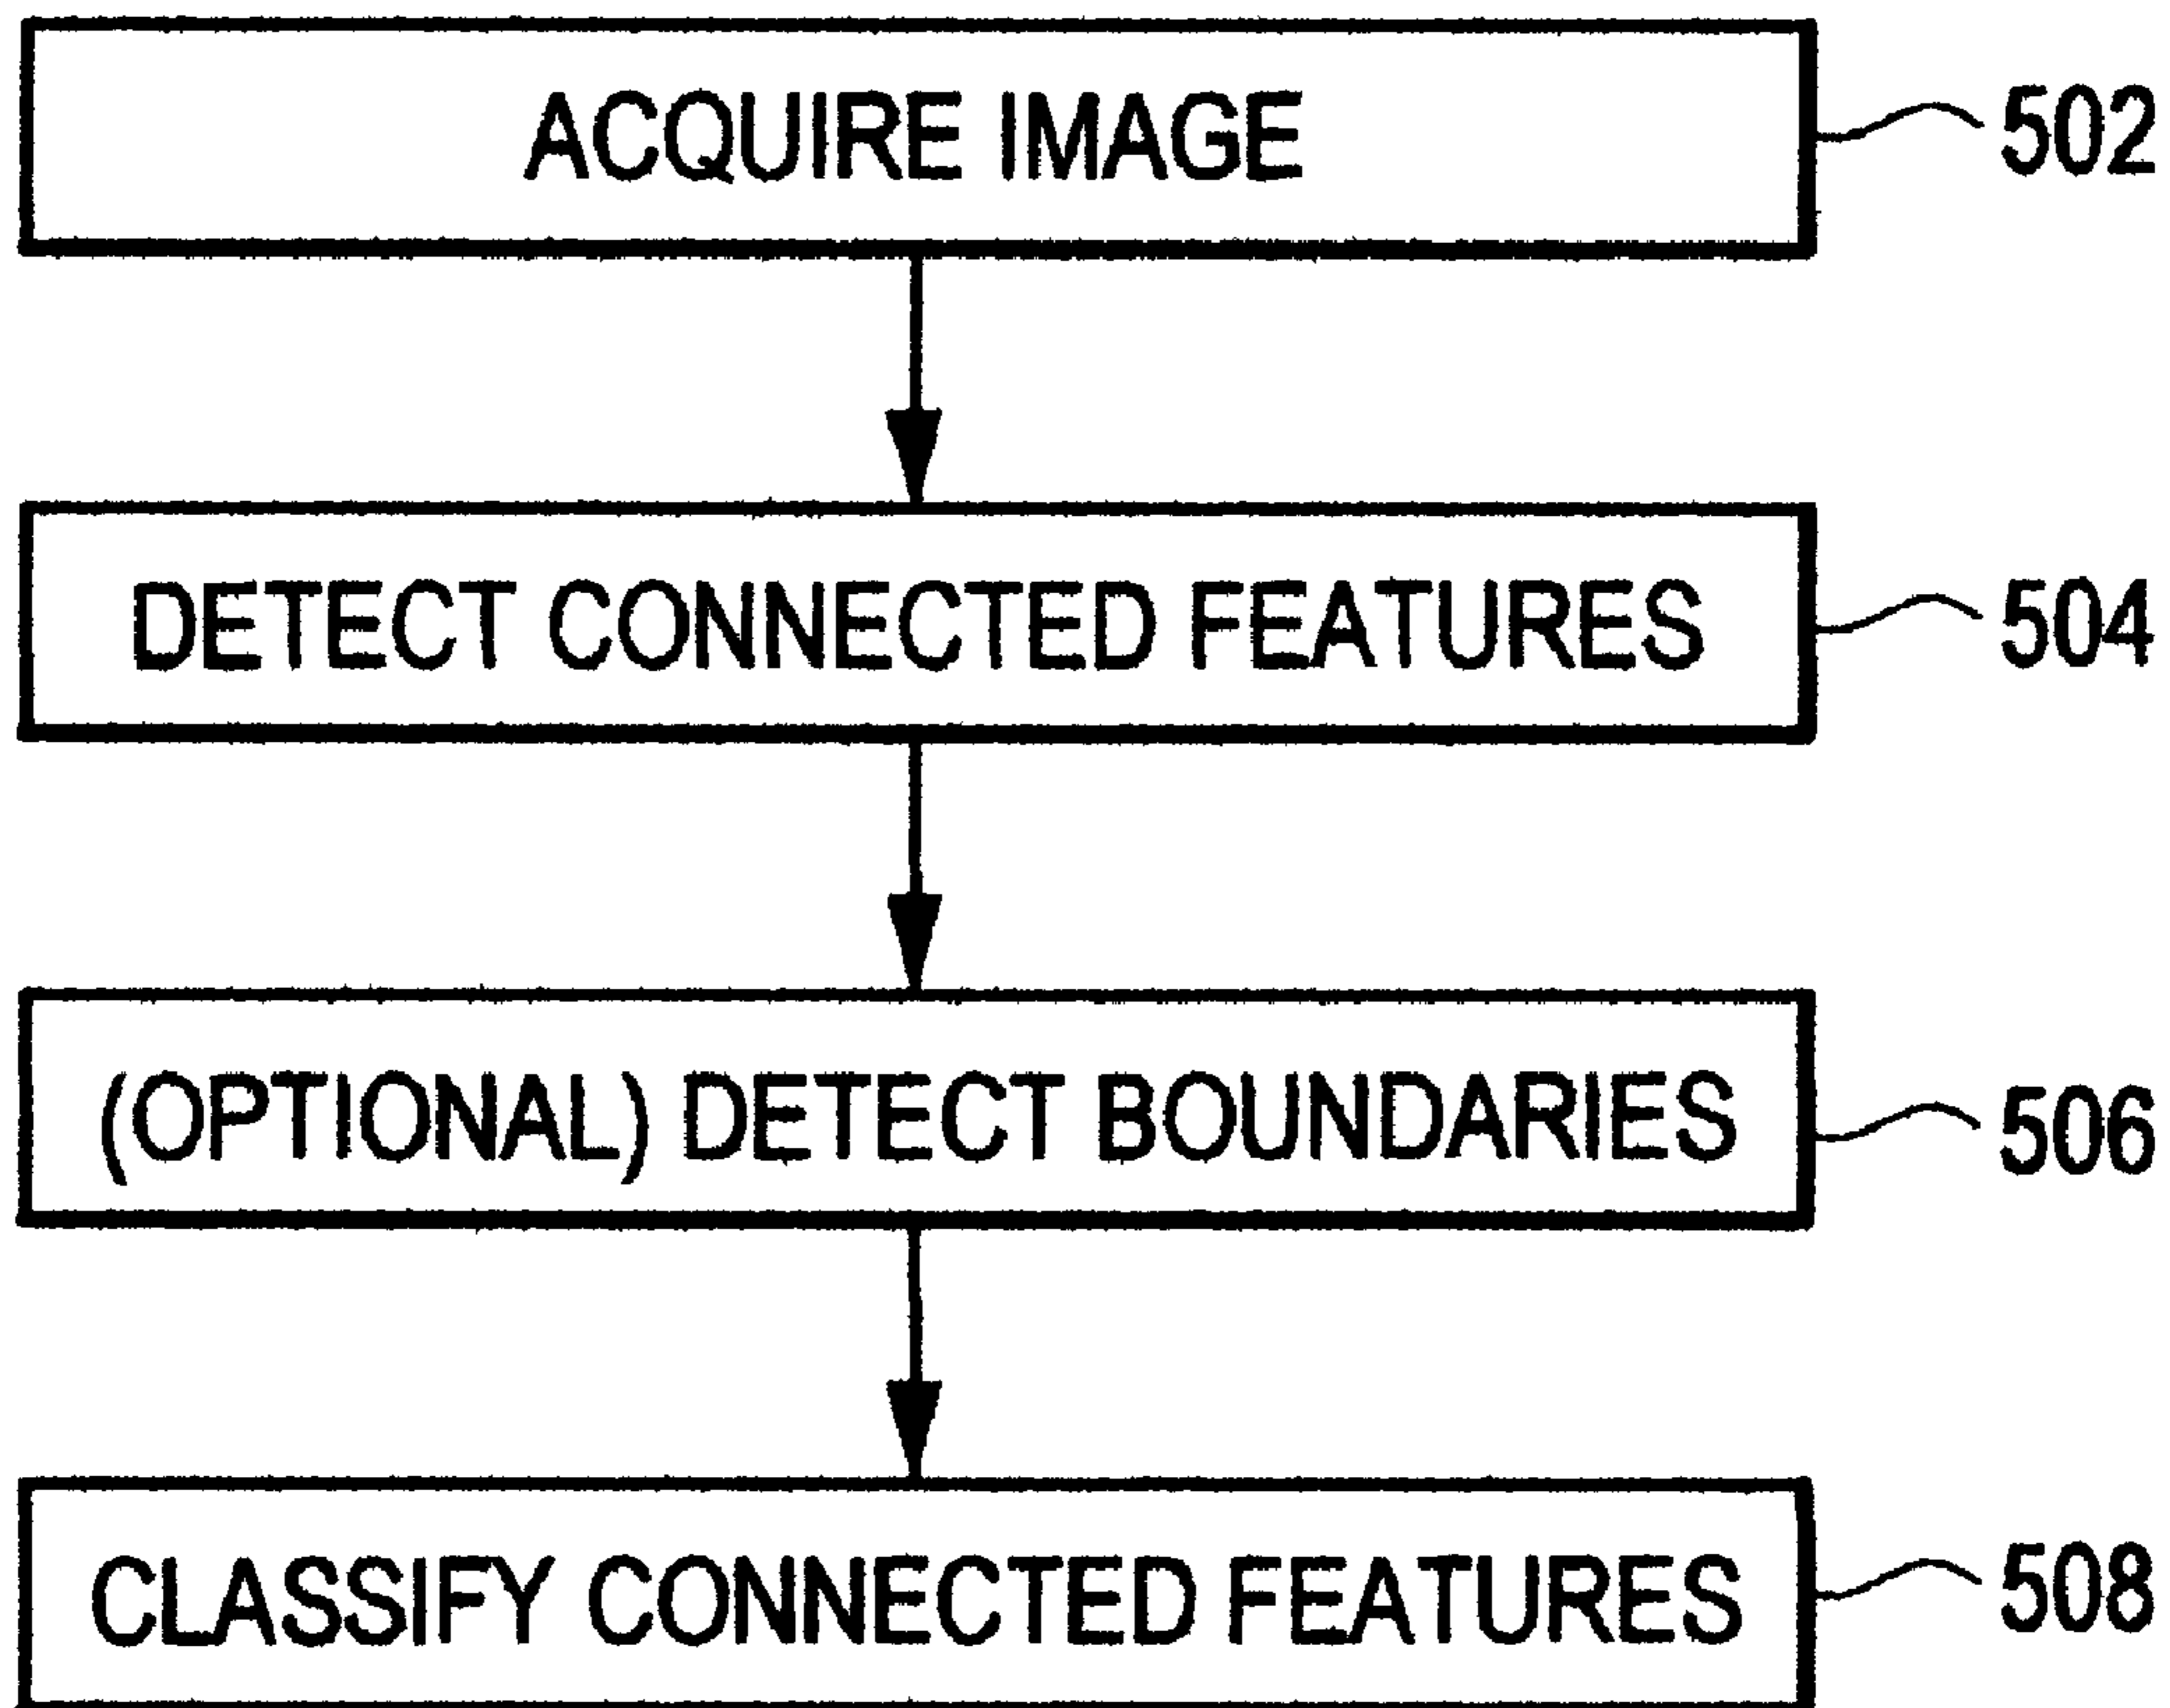 ACQUIRE IMAGE 502
DETECT CONNECTED FEATURES 504
(OPTIONAL) DETECT BOUNDARIES 506
CLASSIFY CONNECTED FEATURES 508